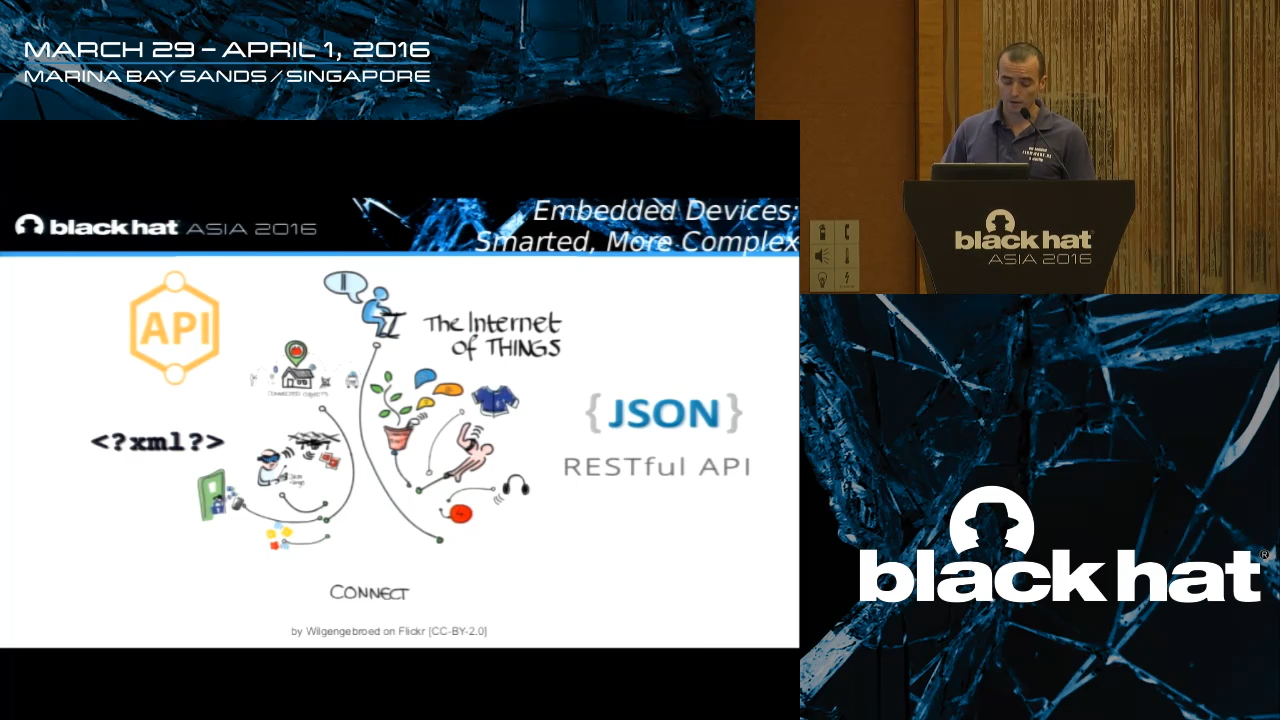 MARCH 29 – APRIL 1, 2016
MARINA BAY SANDS / SINGAPORE
black hat ASIA 2016
Embedded Devices;
Smarted, More Complex
API
The Internet
of THINGS
{ JSON }
RESTful API
<?xml?>
CONNECTED OBJECTS
CONNECT
by Wilgengebroed on Flickr [CC-BY-2.0]
black hat
ASIA 2016
black hat®